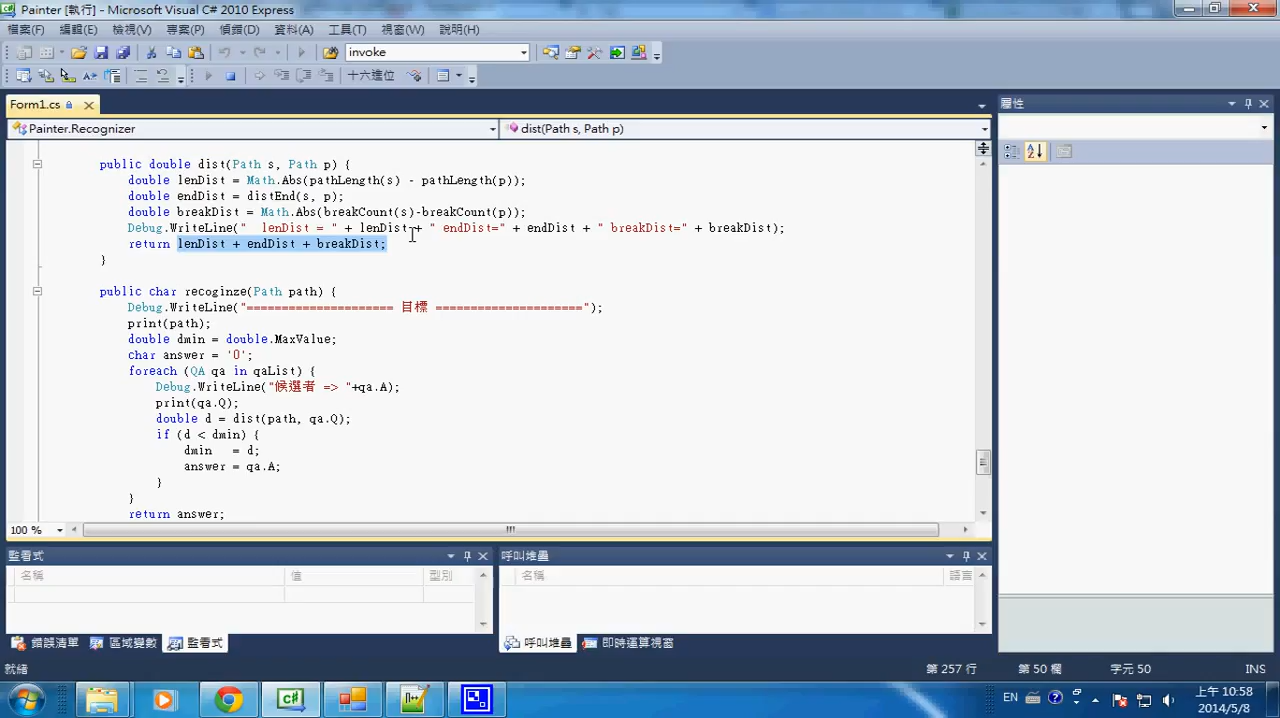 Painter [執行] - Microsoft Visual C# 2010 Express
檔案(F) 編輯(E) 檢視(V) 專案(P) 偵錯(D) 資料(A) 工具(T) 視窗(W) 說明(H)
invoke
十六進位
Form1.cs
Painter.Recognizer dist(Path s, Path p)
public double dist(Path s, Path p) {
double lenDist = Math.Abs(pathLength(s) - pathLength(p));
double endDist = distEnd(s, p);
double breakDist = Math.Abs(breakCount(s)-breakCount(p));
Debug.WriteLine("  lenDist = " + lenDist + " endDist=" + endDist + " breakDist=" + breakDist);
return lenDist + endDist + breakDist;
}
public char recoginze(Path path) {
Debug.WriteLine("===================== 目標 =====================");
print(path);
double dmin = double.MaxValue;
char answer = '0';
foreach (QA qa in qaList) {
Debug.WriteLine("候選者 => "+qa.A);
print(qa.Q);
double d = dist(path, qa.Q);
if (d < dmin) {
dmin   = d;
answer = qa.A;
}
}
return answer;
100 %
屬性
監看式
名稱 值 型別
呼叫堆疊
名稱 語言
錯誤清單 區域變數 監看式
呼叫堆疊 即時運算視窗
就緒 第 257 行 第 50 欄 字元 50 INS
EN 上午 10:58
2014/5/8